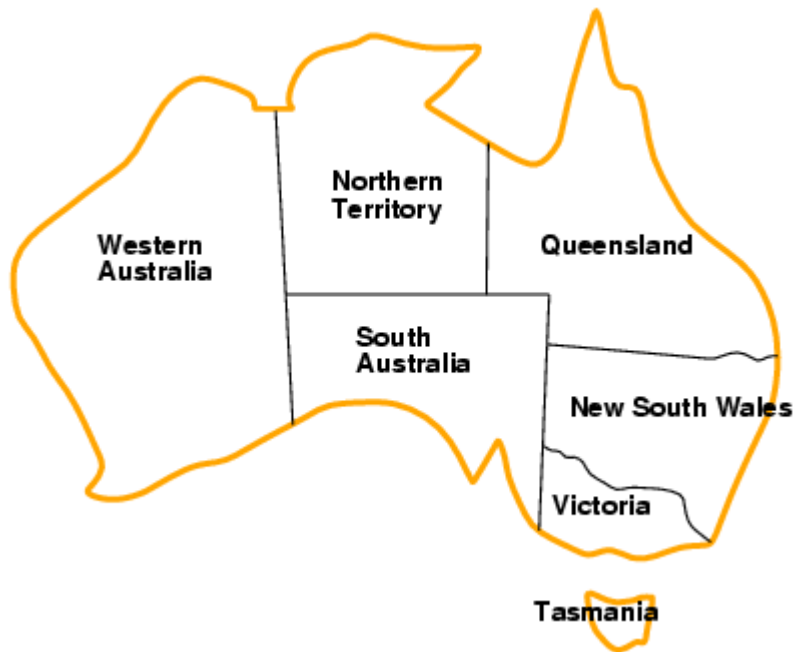 Northern
Territory
Western
Australia
Queensland
South
Australia
New South Wales
Victoria
Tasmania